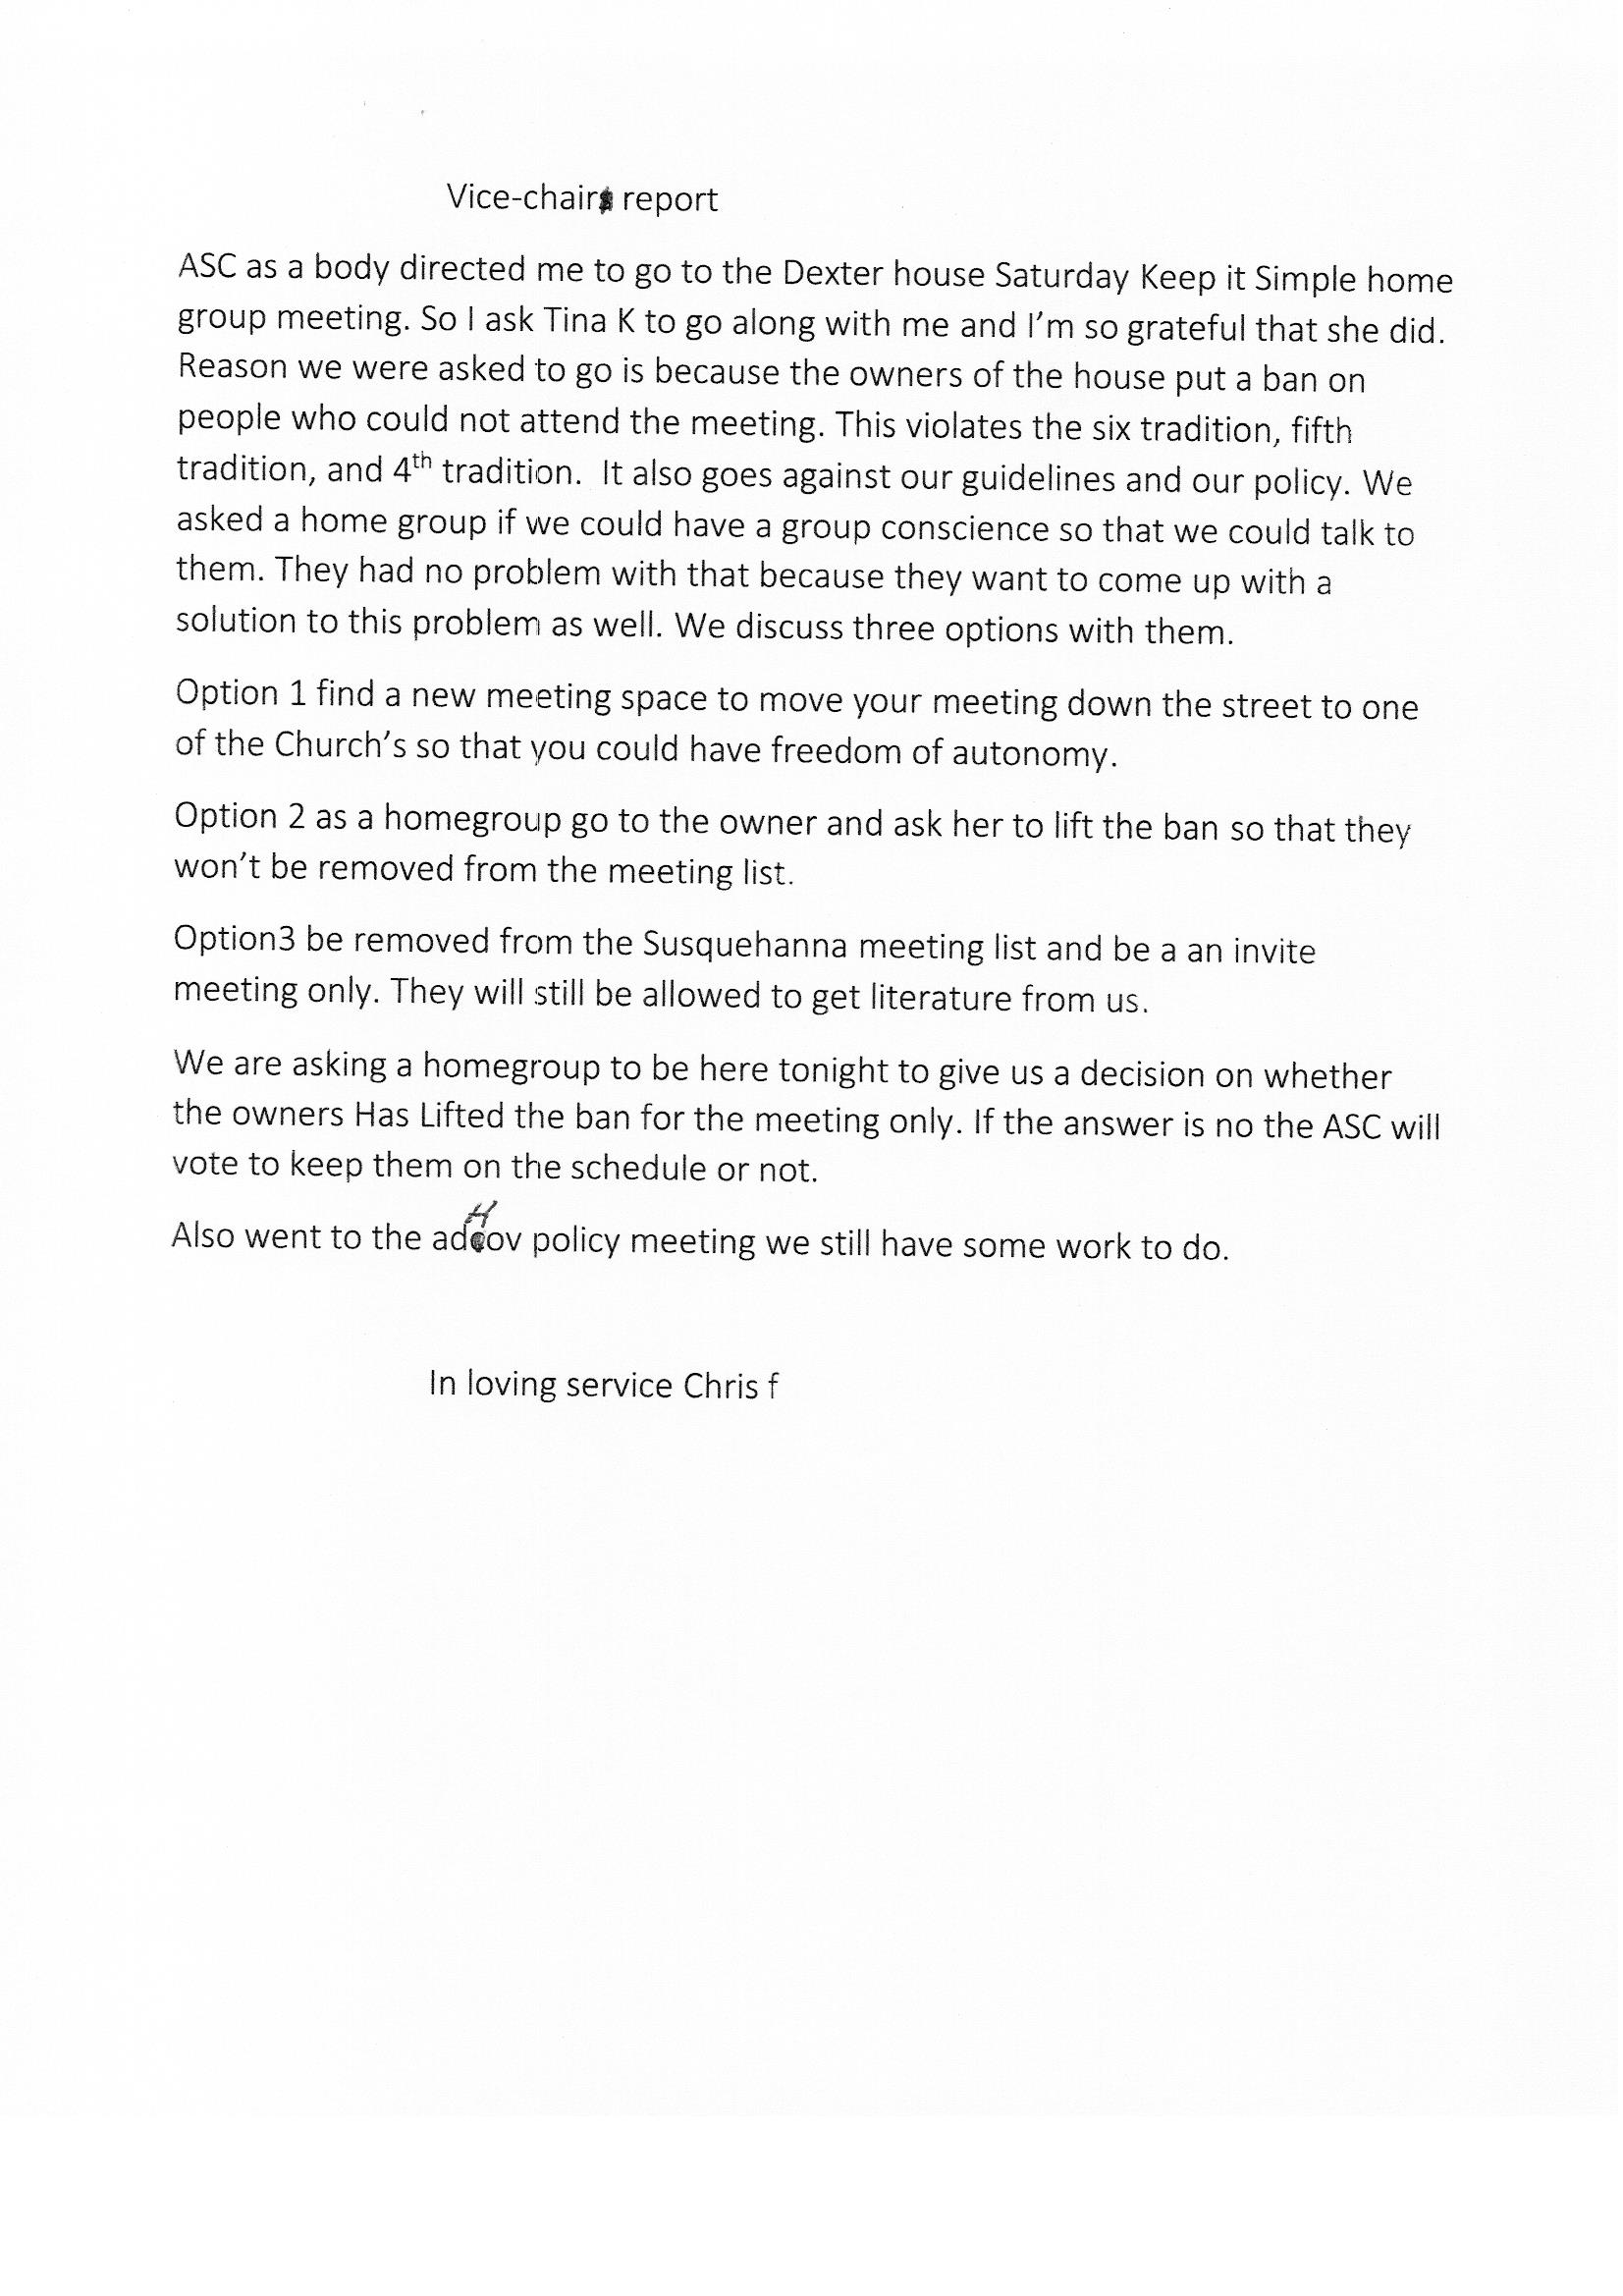 Vice-chair report
ASC as a body directed me to go to the Dexter house Saturday Keep it Simple home
group meeting. So I ask Tina K to go along with me and I'm so grateful that she did.
Reason we were asked to go is because the owners of the house put a ban on
people who could not attend the meeting. This violates the six tradition, fifth
tradition, and 4th tradition.  It also goes against our guidelines and our policy. We
asked a home group if we could have a group conscience so that we could talk to
them. They had no problem with that because they want to come up with a
solution to this problem as well. We discuss three options with them.
Option 1 find a new meeting space to move your meeting down the street to one
of the Church's so that you could have freedom of autonomy.
Option 2 as a homegroup go to the owner and ask her to lift the ban so that they
won't be removed from the meeting list.
Option3 be removed from the Susquehanna meeting list and be a an invite
meeting only. They will still be allowed to get literature from us.
We are asking a homegroup to be here tonight to give us a decision on whether
the owners Has Lifted the ban for the meeting only. If the answer is no the ASC will
vote to keep them on the schedule or not.
Also went to the adHov policy meeting we still have some work to do.
In loving service Chris f